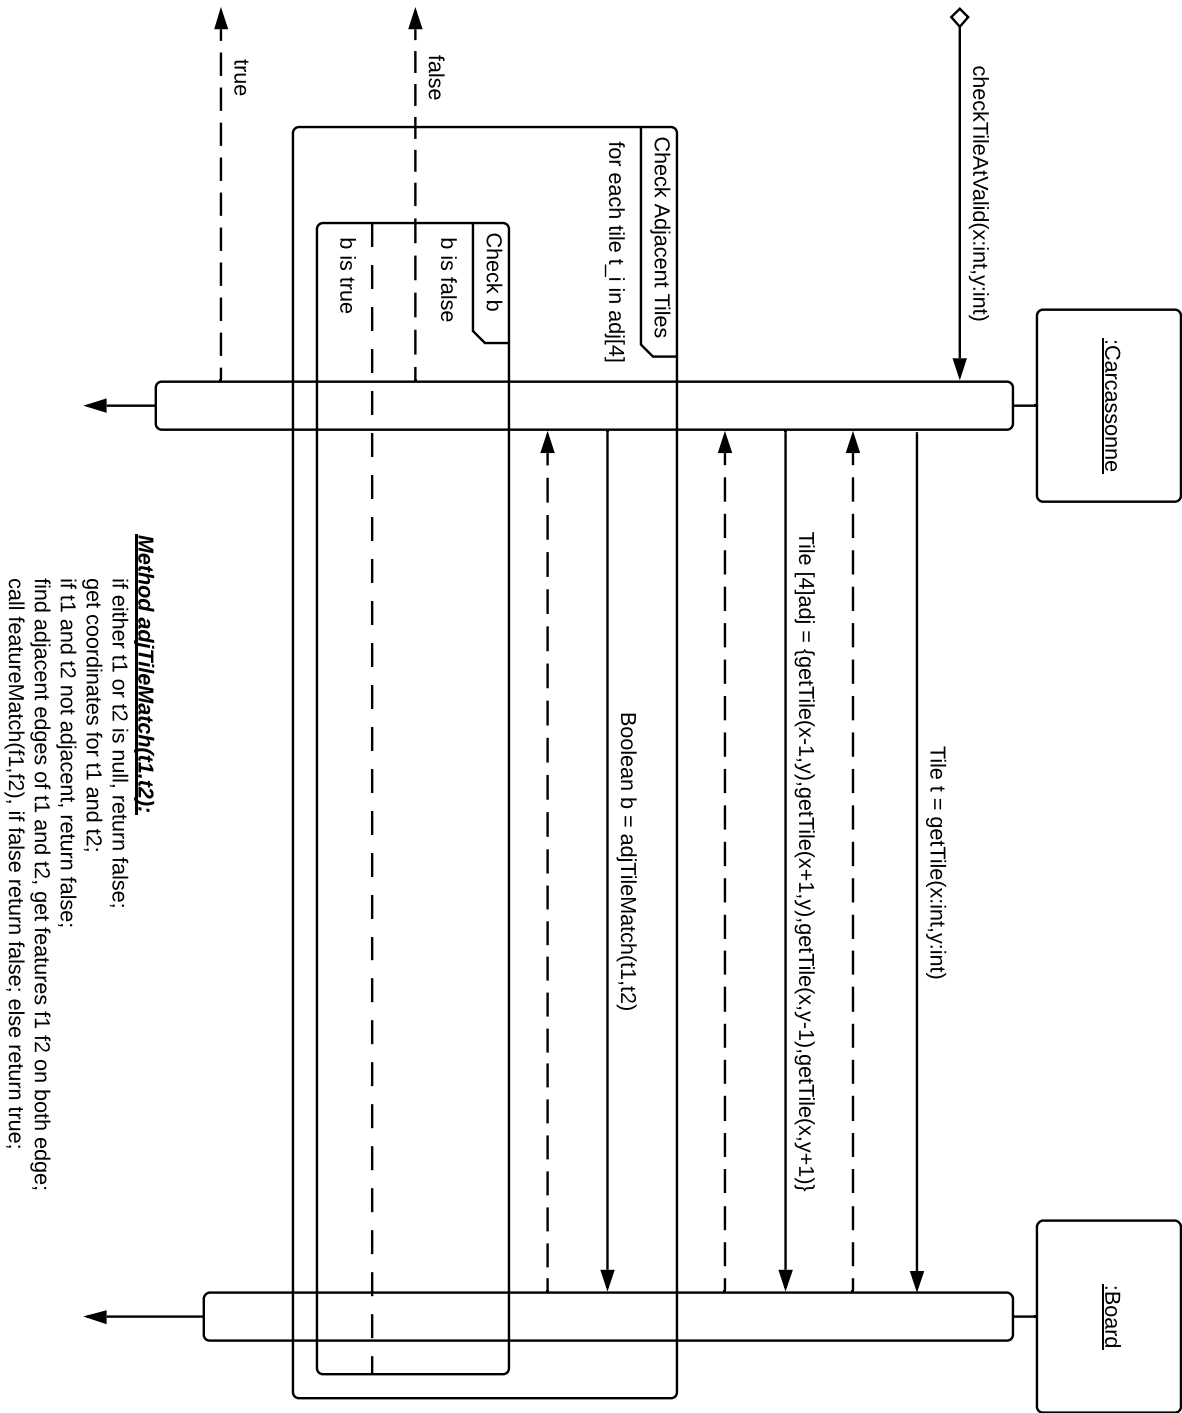 :Carcassonne
:Board
checkTileAtValid(x:int,y:int)
Tile t = getTile(x:int,y:int)
Tile [4]adj = {getTile(x-1,y),getTile(x+1,y),getTile(x,y-1),getTile(x,y+1)}
Check Adjacent Tiles
for each tile t_i in adj[4]
Boolean b = adjTileMatch(t1,t2)
Check b
b is false
false
b is true
true
Method adjTileMatch(t1,t2):
if either t1 or t2 is null, return false;
get coordinates for t1 and t2;
if t1 and t2 not adjacent, return false;
find adjacent edges of t1 and t2, get features f1 f2 on both edge;
call featureMatch(f1,f2), if false return false; else return true;